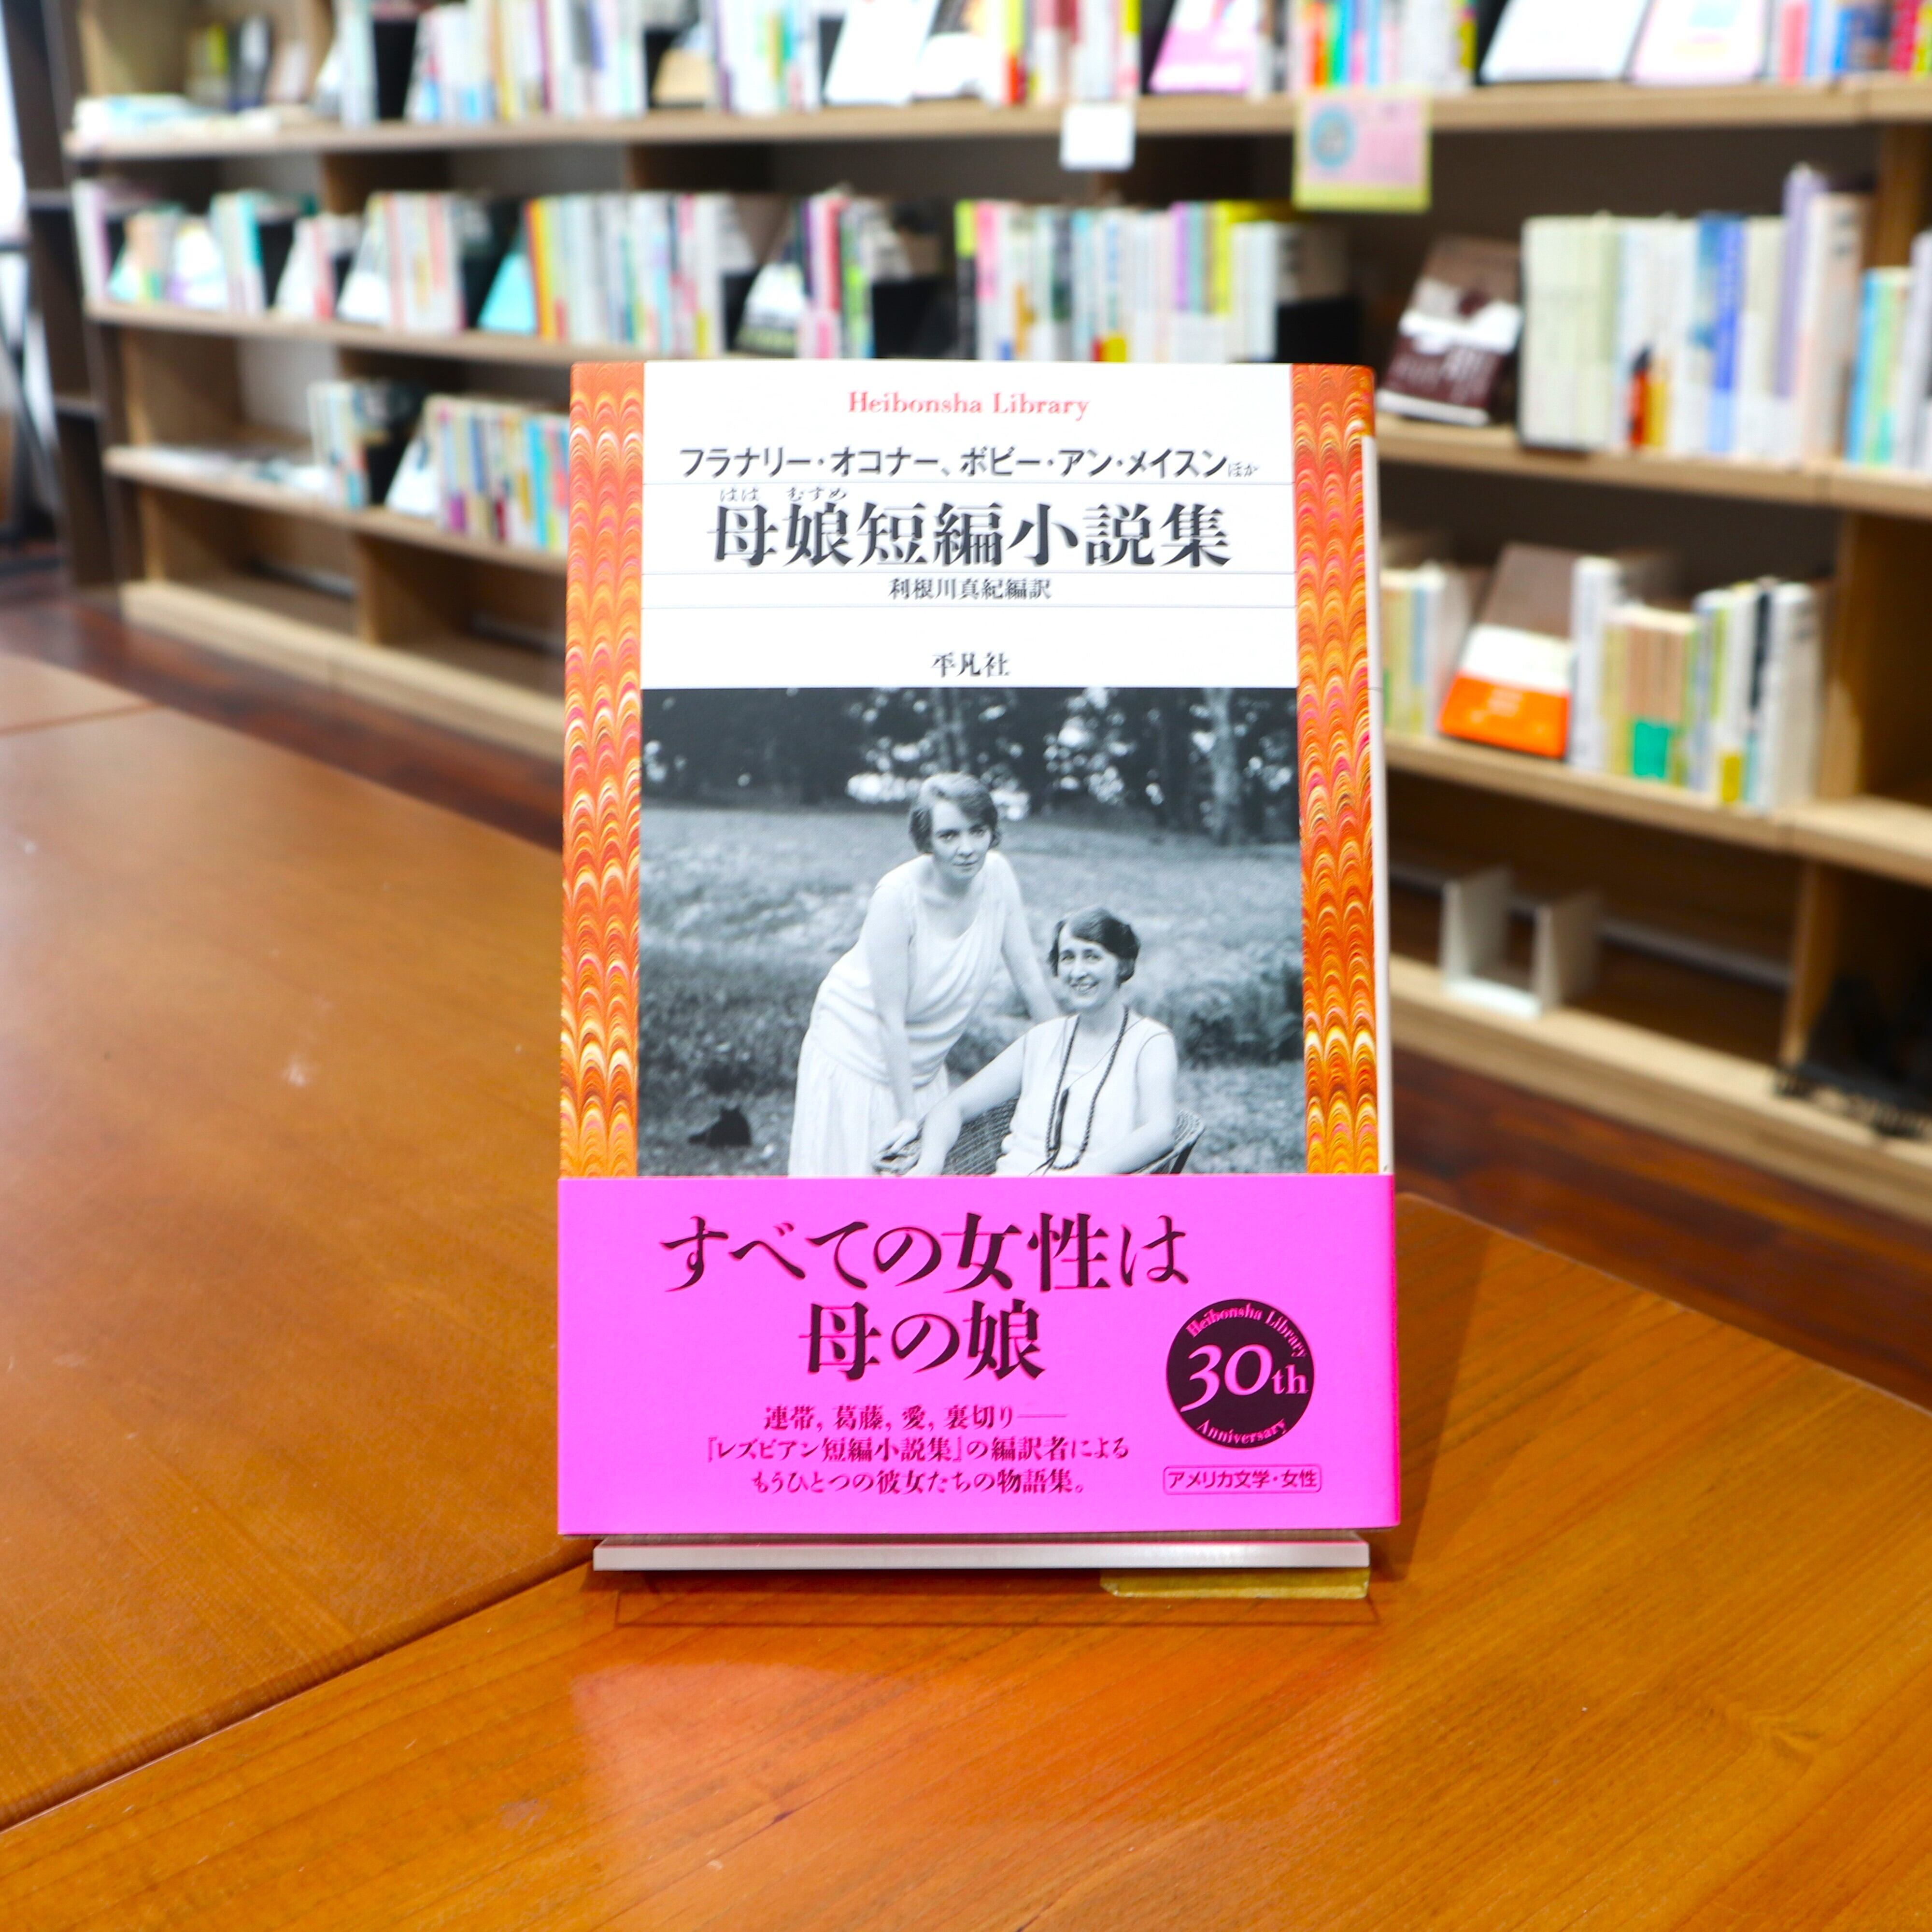 Heibonsha Library
フラナリー・オコナー、ボビー・アン・メイスンほか
はは むすめ
母娘短編小説集
利根川真紀編訳
平凡社
すべての女性は
母の娘
連帯,葛藤,愛,裏切り──
『レズビアン短編小説集』の編訳者による
もうひとつの彼女たちの物語集。
Heibonsha Library
30th
Anniversary
アメリカ文学・女性